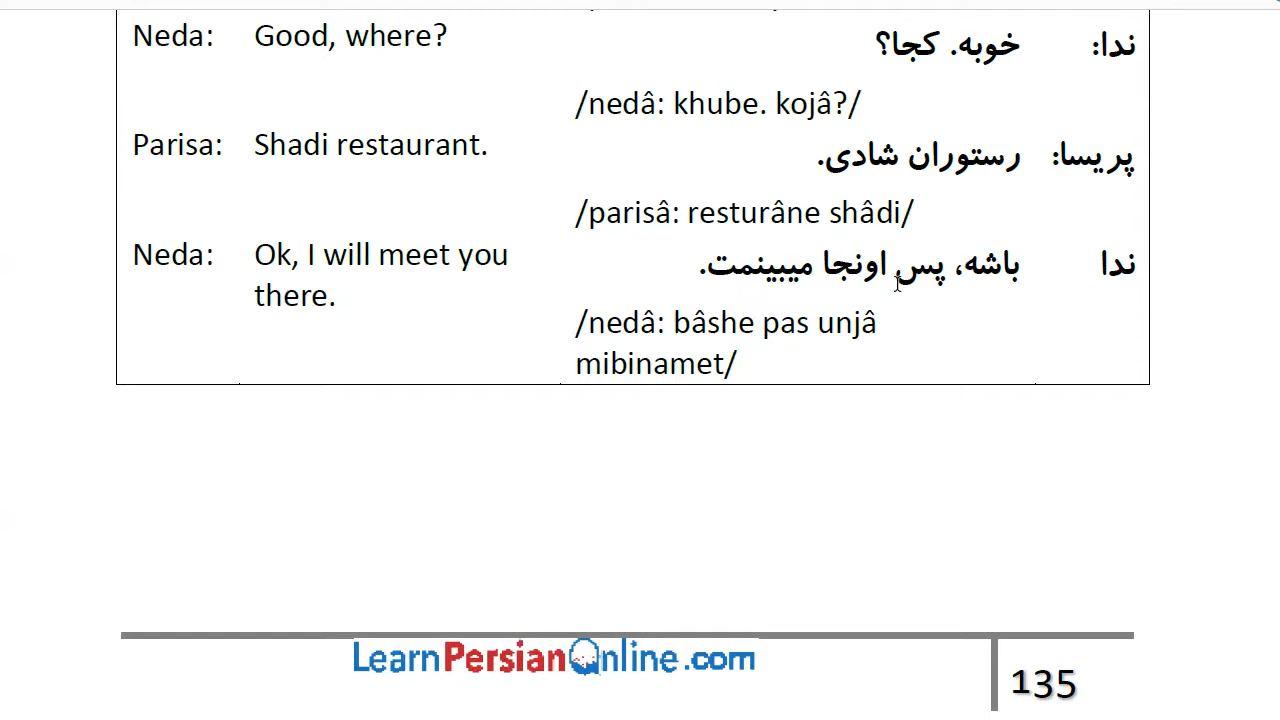 Neda: Good, where? ندا: خوبه. کجا؟
/nedâ: khube. kojâ?/
Parisa: Shadi restaurant. پریسا: رستوران شادی.
/parisâ: resturâne shâdi/
Neda: Ok, I will meet you ندا باشه، پس اونجا میبینمت.
there.
/nedâ: bâshe pas unjâ
mibinamet/
LearnPersianOnline.com
135